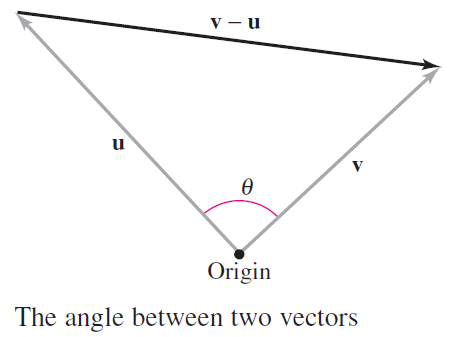 v – u
u
θ
v
Origin
The angle between two vectors